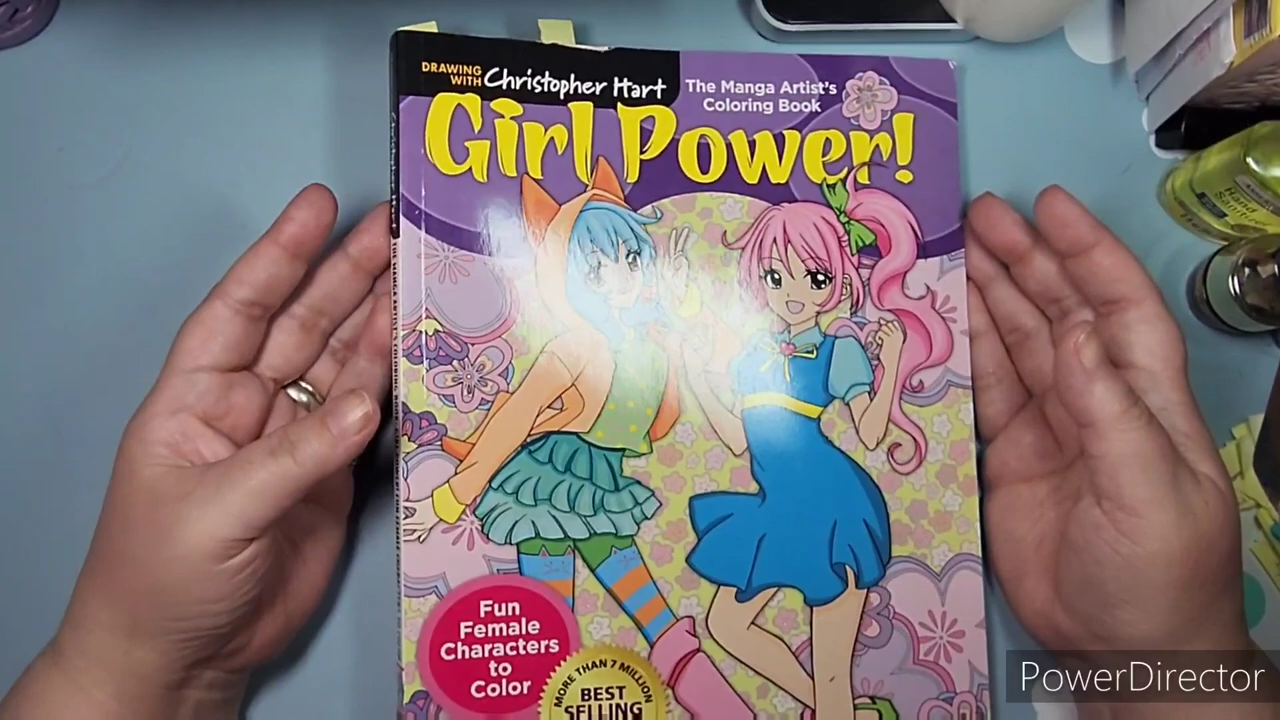 DRAWING
WITH Christopher Hart
The Manga Artist's
Coloring Book
Girl Power!
Fun
Female
Characters
to
Color
MORE THAN 7 MILLION
BEST
SELLING
Hand
PowerDirector